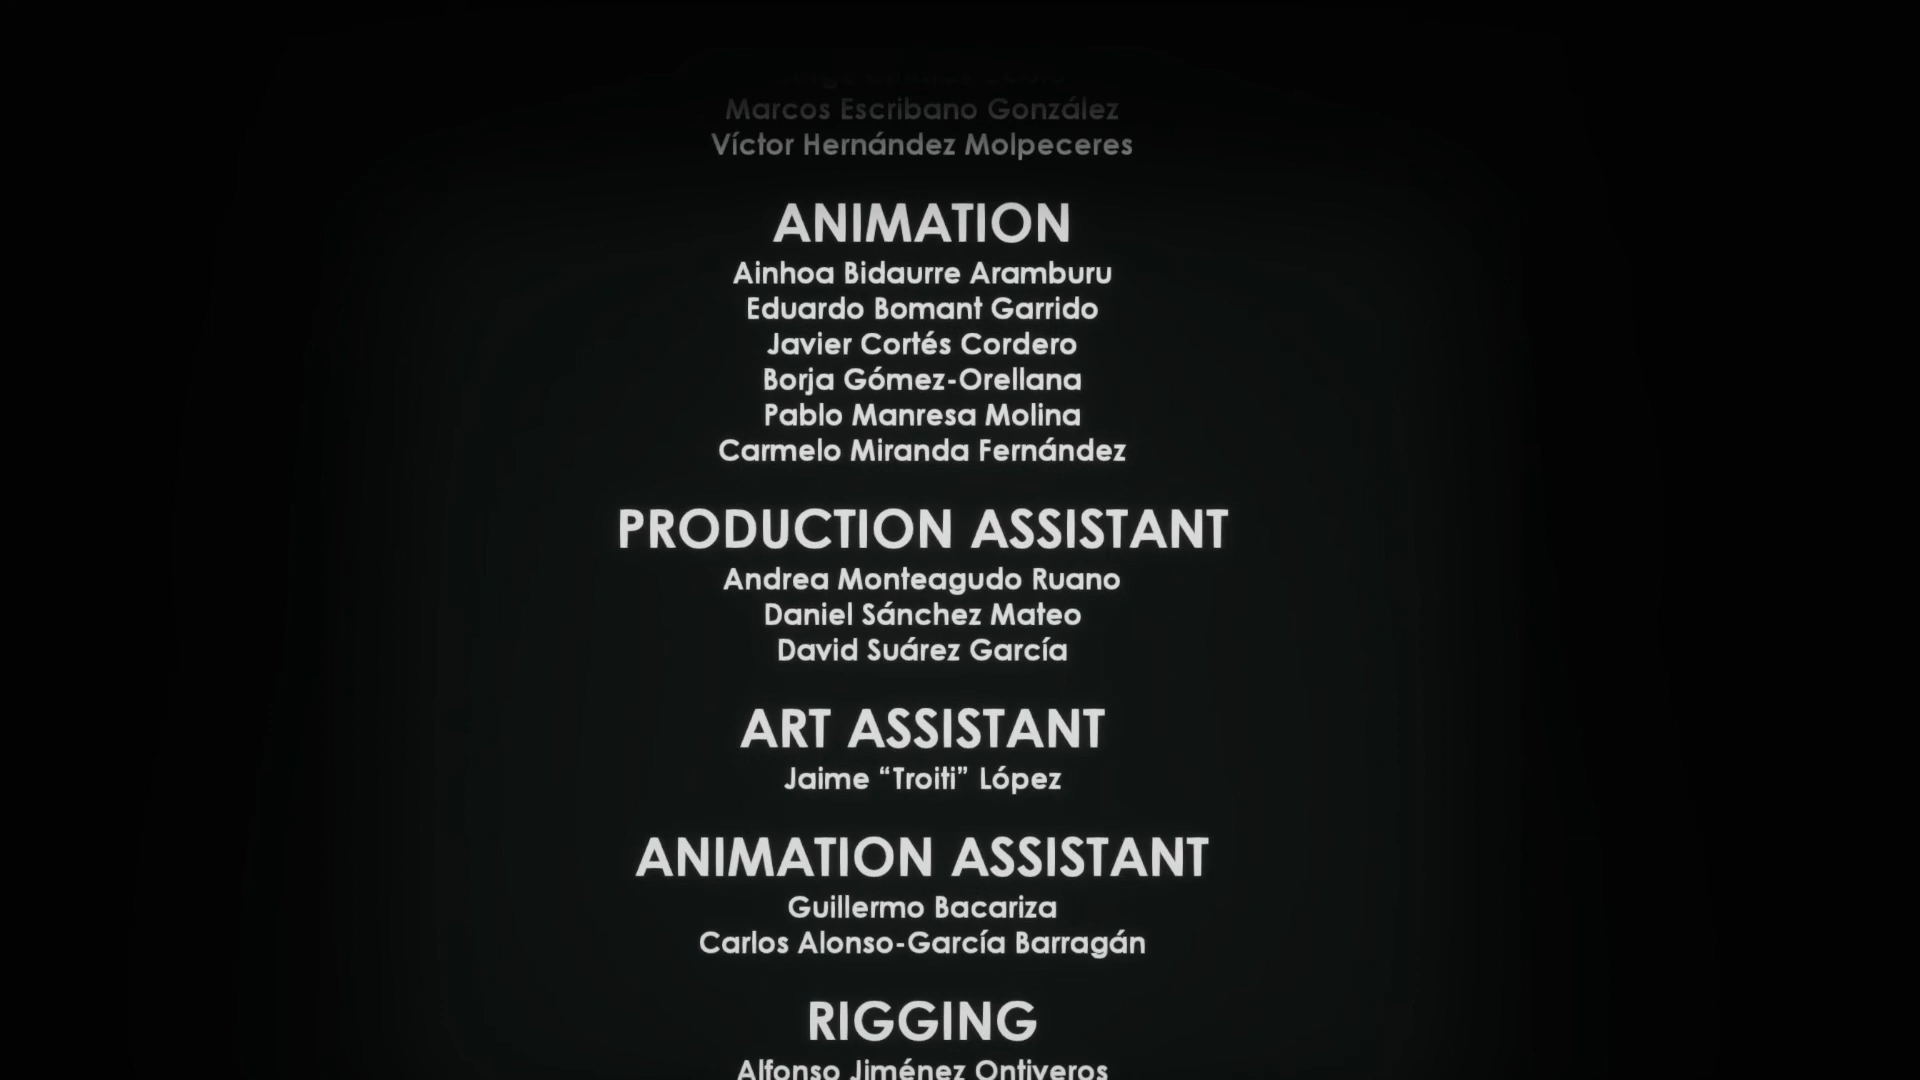 Marcos Escribano González
Víctor Hernández Molpeceres
ANIMATION
Ainhoa Bidaurre Aramburu
Eduardo Bomant Garrido
Javier Cortés Cordero
Borja Gómez-Orellana
Pablo Manresa Molina
Carmelo Miranda Fernández
PRODUCTION ASSISTANT
Andrea Monteagudo Ruano
Daniel Sánchez Mateo
David Suárez García
ART ASSISTANT
Jaime “Troiti” López
ANIMATION ASSISTANT
Guillermo Bacariza
Carlos Alonso-García Barragán
RIGGING
Alfonso Jiménez Ontiveros